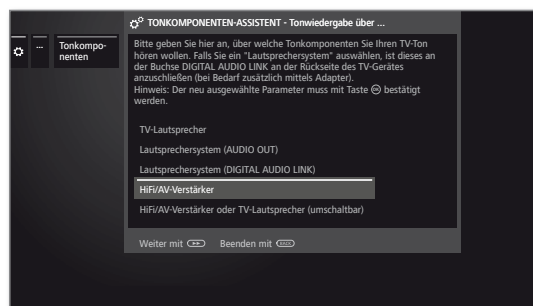 TONKOMPONENTEN-ASSISTENT - Tonwiedergabe über ...
...
Tonkompo-
nenten
Bitte geben Sie hier an, über welche Tonkomponenten Sie Ihren TV-Ton
hören wollen. Falls Sie ein "Lautsprechersystem" auswählen, ist dieses an
der Buchse DIGITAL AUDIO LINK an der Rückseite des TV-Gerätes
anzuschließen (bei Bedarf zusätzlich mittels Adapter).
Hinweis: Der neu ausgewählte Parameter muss mit Taste OK bestätigt
werden.
TV-Lautsprecher
Lautsprechersystem (AUDIO OUT)
Lautsprechersystem (DIGITAL AUDIO LINK)
HiFi/AV-Verstärker
HiFi/AV-Verstärker oder TV-Lautsprecher (umschaltbar)
Weiter mit Beenden mit BACK